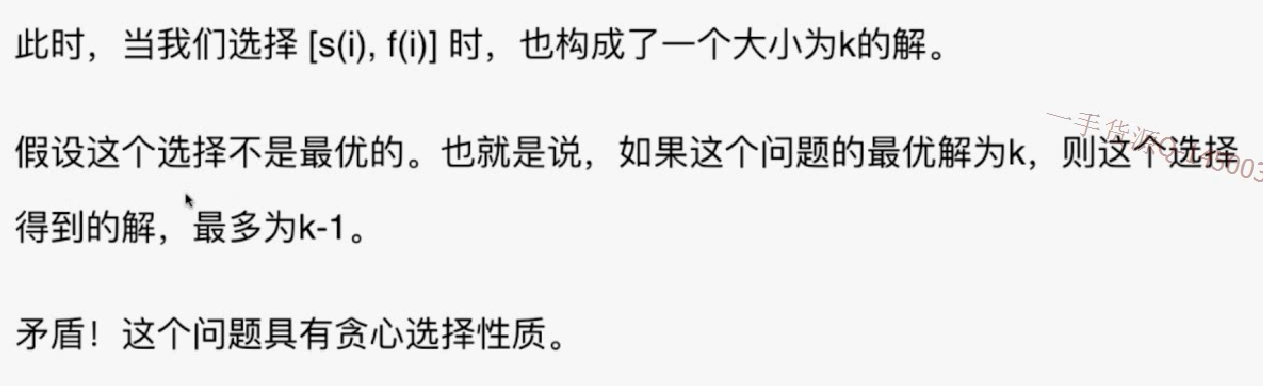 此时，当我们选择 [s(i), f(i)] 时，也构成了一个大小为k的解。
假设这个选择不是最优的。也就是说，如果这个问题的最优解为k，则这个选择
得到的解，最多为k-1。
矛盾！这个问题具有贪心选择性质。
一手货源